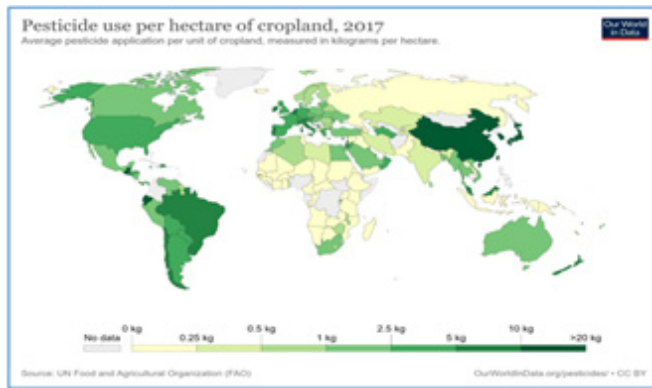 Pesticide use per hectare of cropland, 2017
Average pesticide application per unit of cropland, measured in kilograms per hectare.
Our World
in Data
No data
0 kg
0.25 kg
0.5 kg
1 kg
2.5 kg
5 kg
10 kg
>20 kg
Source: UN Food and Agricultural Organization (FAO)
OurWorldInData.org/pesticides/ • CC BY